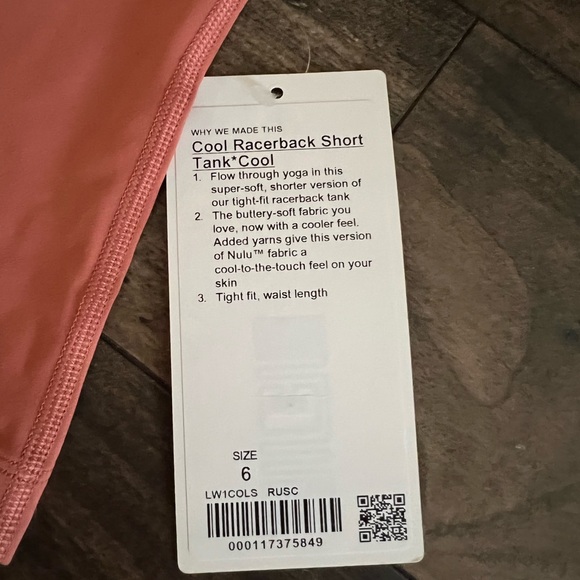 WHY WE MADE THIS
Cool Racerback Short
Tank*Cool
1. Flow through yoga in this
super-soft, shorter version of
our tight-fit racerback tank
2. The buttery-soft fabric you
love, now with a cooler feel.
Added yarns give this version
of Nulu™ fabric a
cool-to-the-touch feel on your
skin
3. Tight fit, waist length
SIZE
6
LW1COLS RUSC
000117375849